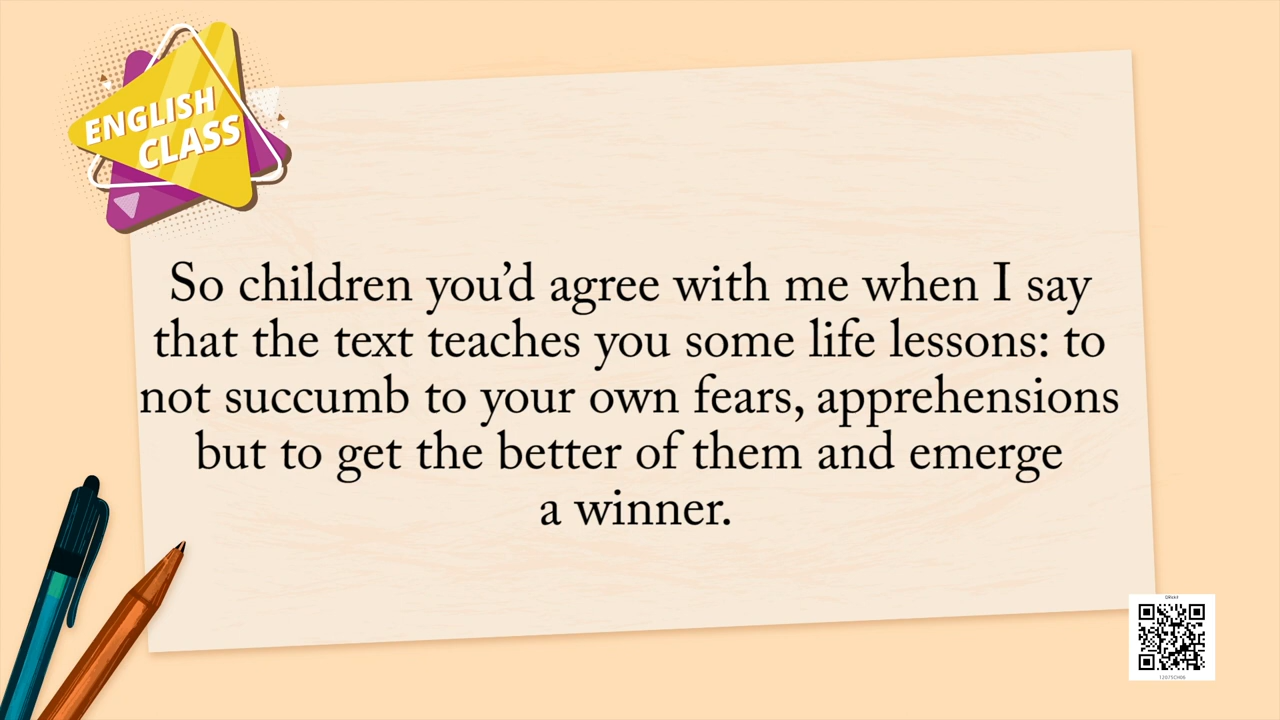 ENGLISH
CLASS
So children you’d agree with me when I say
that the text teaches you some life lessons: to
not succumb to your own fears, apprehensions
but to get the better of them and emerge
a winner.